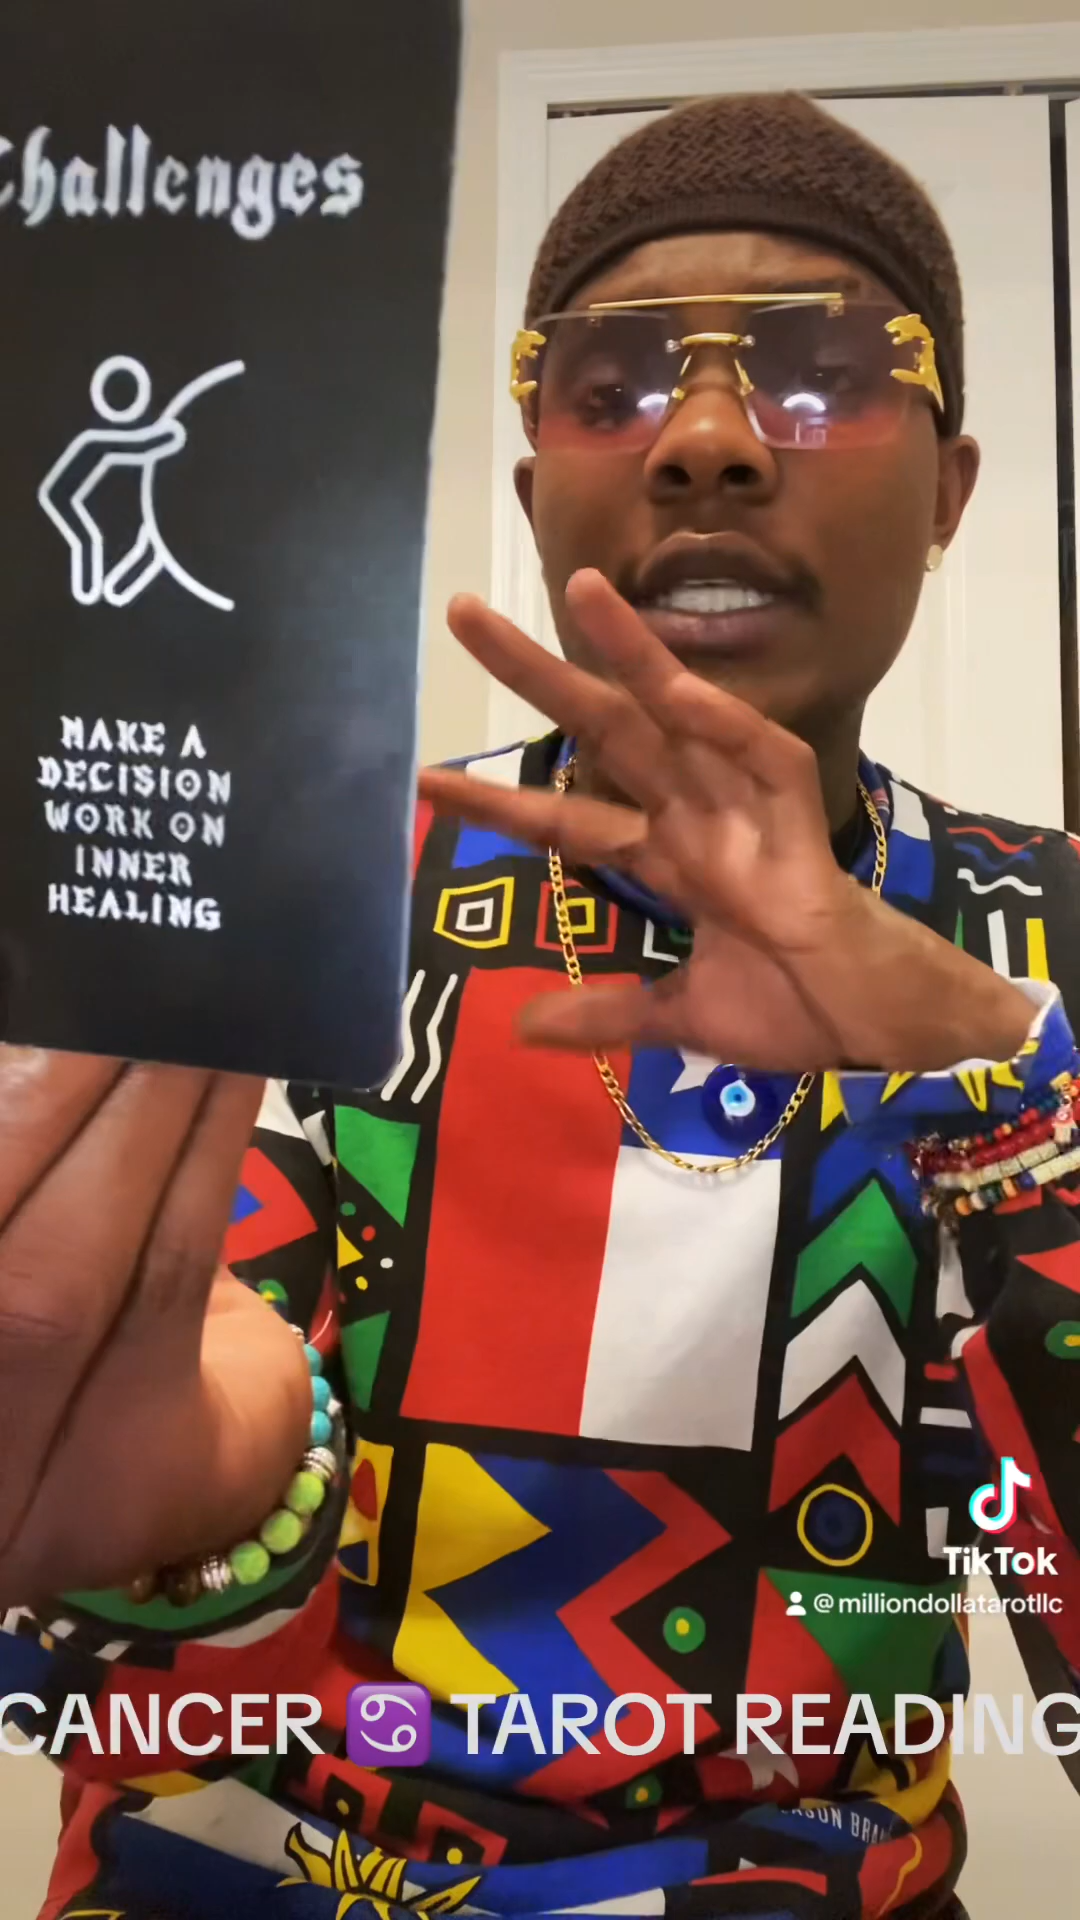 Challenges
MAKE A
DECISION
WORK ON
INNER
HEALING
TikTok
@milliondollatarotllc
CANCER ♋ TAROT READING